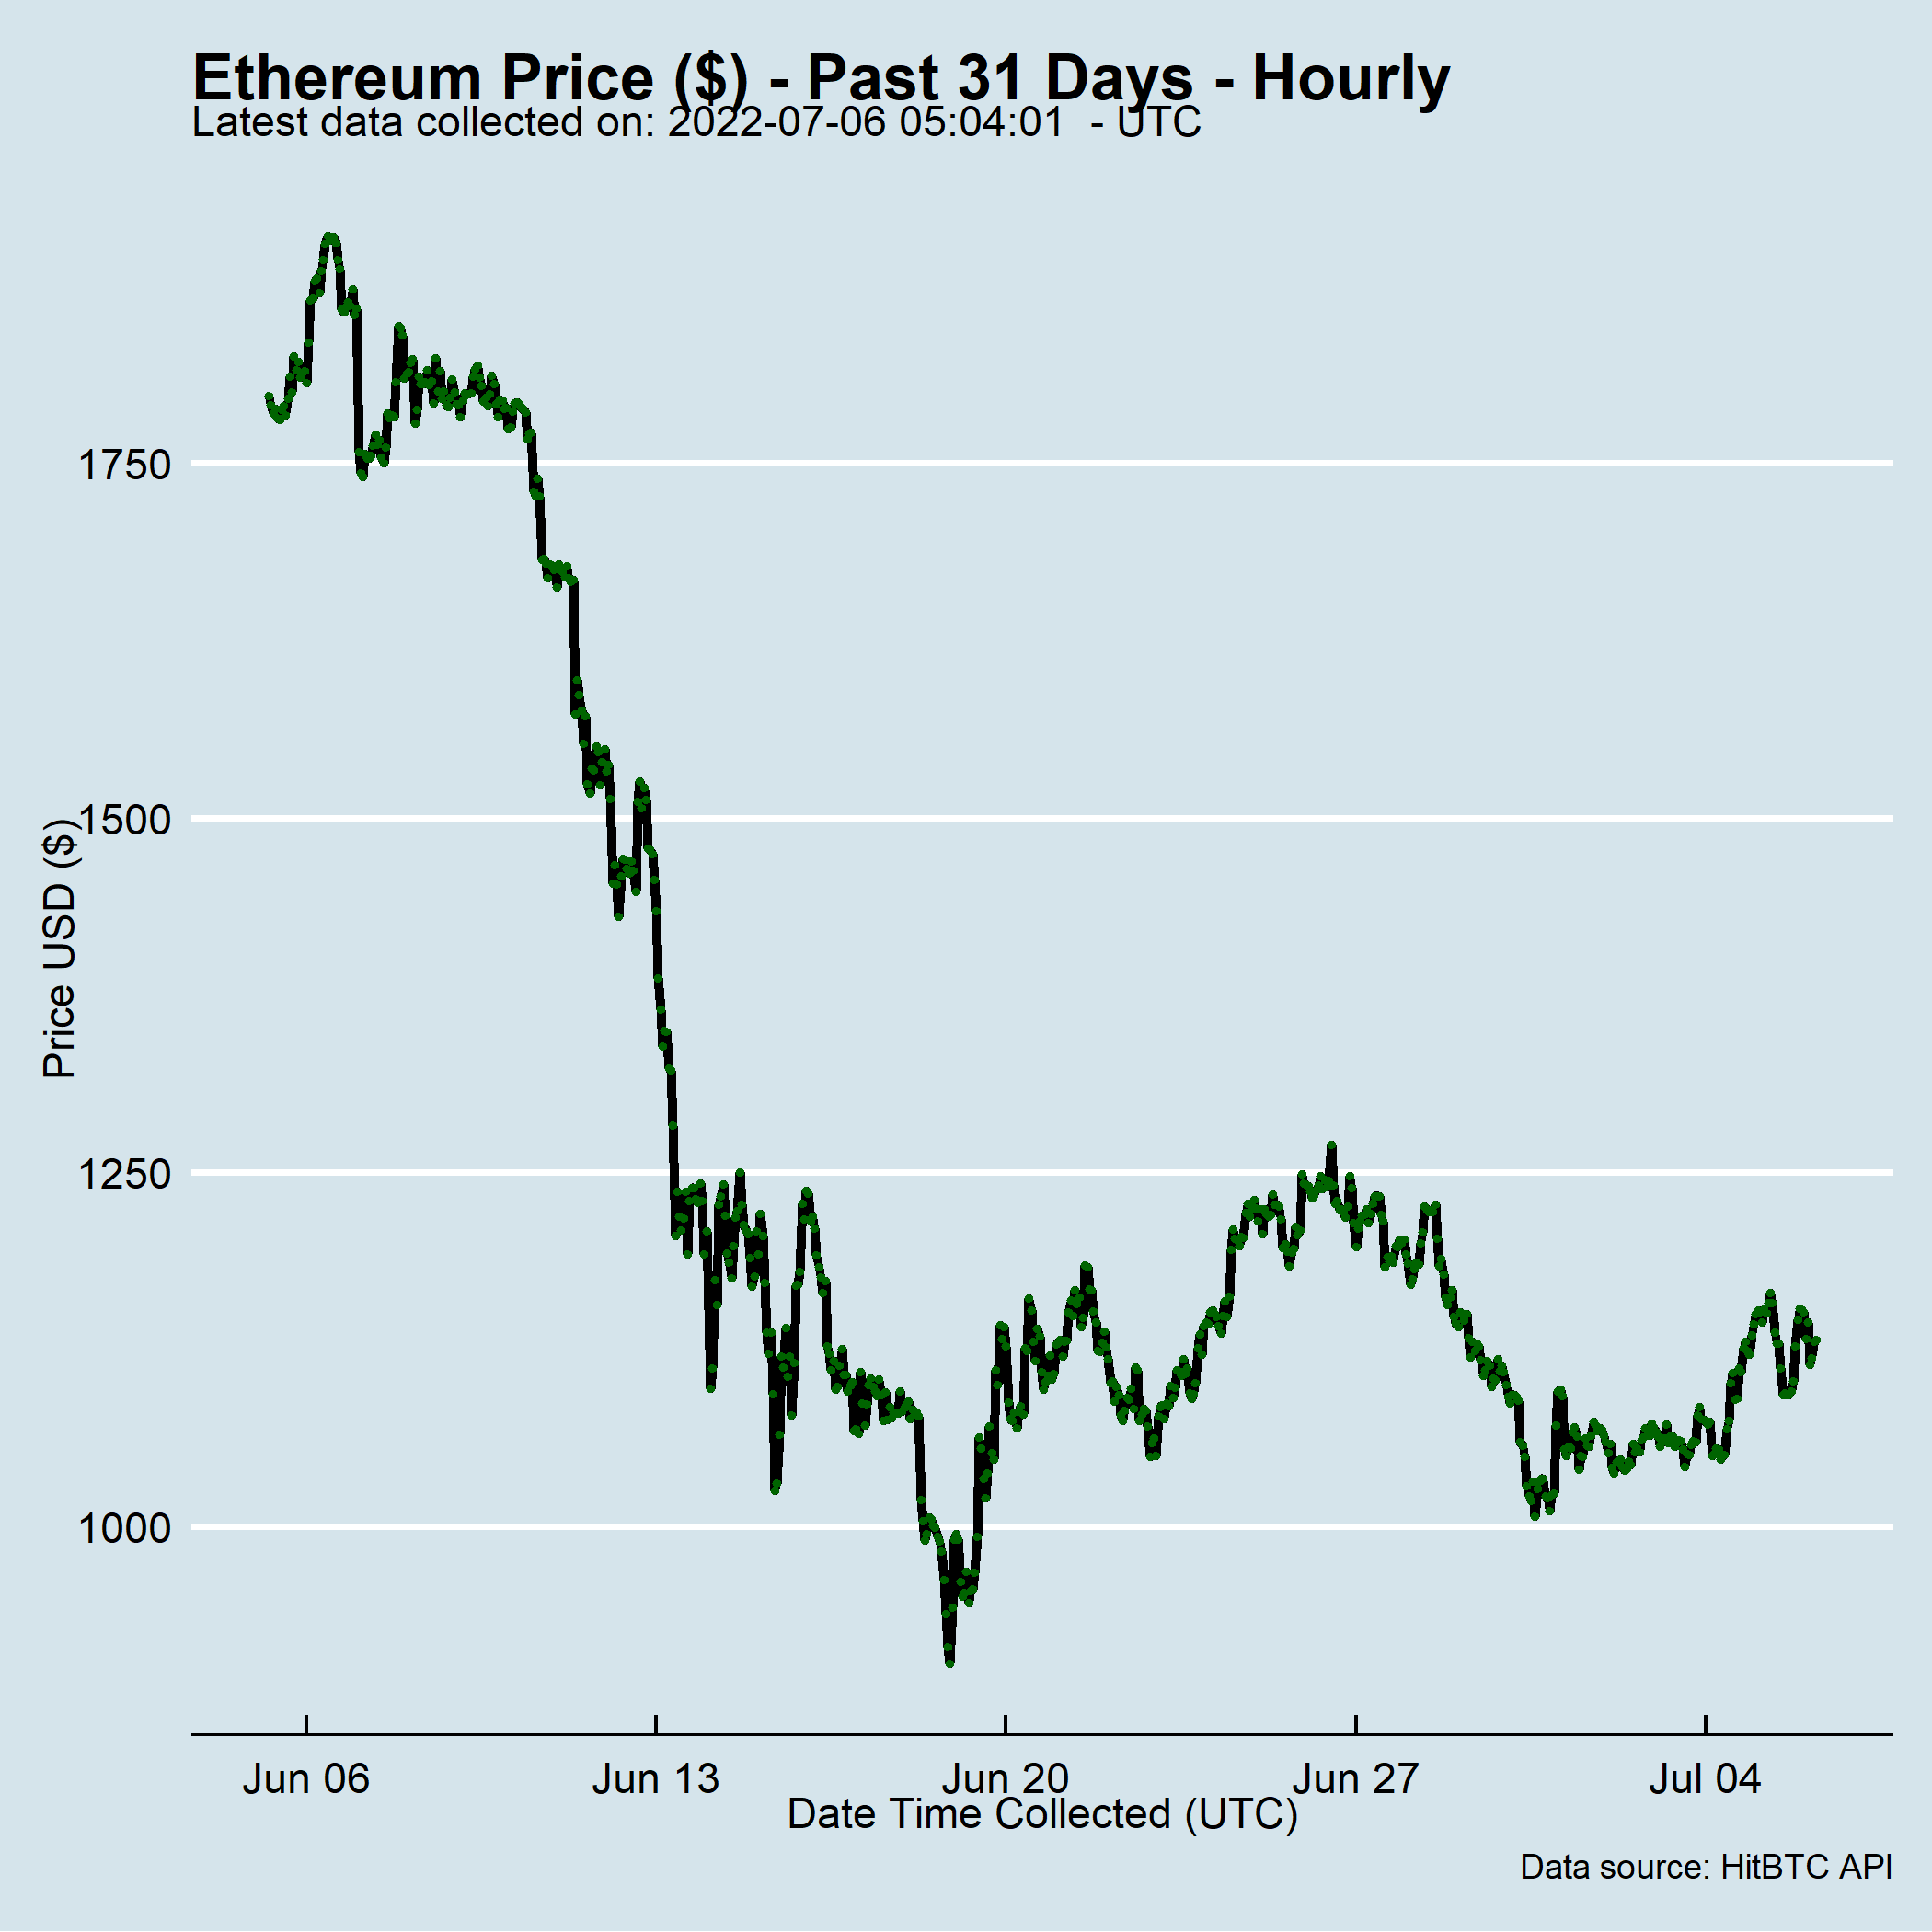 Ethereum Price ($) - Past 31 Days - Hourly
Latest data collected on: 2022-07-06 05:04:01  - UTC
Price USD ($)
1750
1500
1250
1000
Jun 06 Jun 13 Jun 20 Jun 27 Jul 04
Date Time Collected (UTC)
Data source: HitBTC API